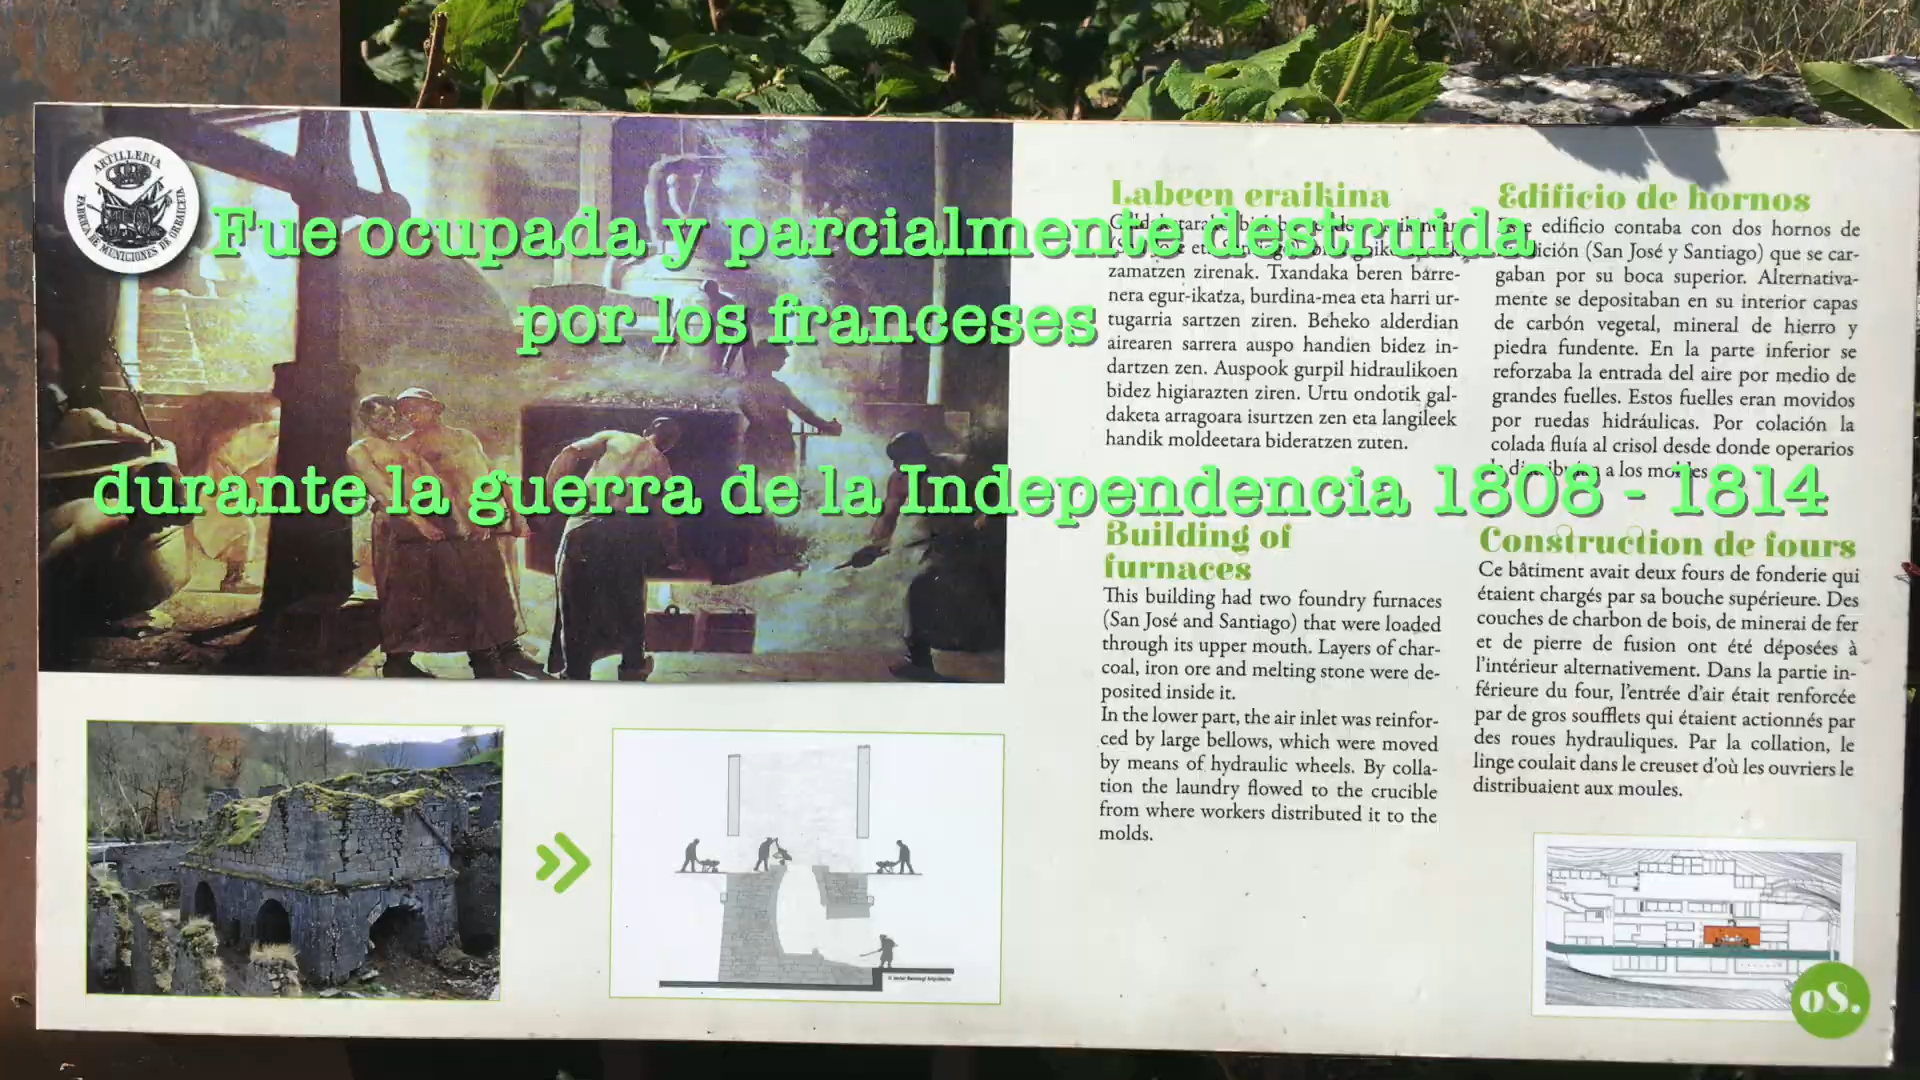 ARTILLERIA
FABRICA DE MUNICIONES DE ORBAICETA
Fue ocupada y parcialmente destruida
por los franceses
durante la guerra de la Independencia 1808 - 1814
Labeen eraikina
zamatzen zirenak. Txandaka beren barre-
nera egur-ikatza, burdina-mea eta harri ur-
tugarria sartzen ziren. Beheko alderdian
airearen sarrera auspo handien bidez in-
dartzen zen. Auspook gurpil hidraulikoen
bidez higiarazten ziren. Urtu ondotik gal-
daketa arragoara isurtzen zen eta langileek
handik moldeetara bideratzen zuten.
Edificio de hornos
edificio contaba con dos hornos de
(San José y Santiago) que se car-
gaban por su boca superior. Alternativa-
mente se depositaban en su interior capas
de carbón vegetal, mineral de hierro y
piedra fundente. En la parte inferior se
reforzaba la entrada del aire por medio de
grandes fuelles. Estos fuelles eran movidos
por ruedas hidráulicas. Por colación la
colada fluía al crisol desde donde operarios
a los moldes
Building of
furnaces
This building had two foundry furnaces
(San José and Santiago) that were loaded
through its upper mouth. Layers of char-
coal, iron ore and melting stone were de-
posited inside it.
In the lower part, the air inlet was reinfor-
ced by large bellows, which were moved
by means of hydraulic wheels. By colla-
tion the laundry flowed to the crucible
from where workers distributed it to the
molds.
Construction de fours
Ce bâtiment avait deux fours de fonderie qui
étaient chargés par sa bouche supérieure. Des
couches de charbon de bois, de minerai de fer
et de pierre de fusion ont été déposées à
l'intérieur alternativement. Dans la partie in-
férieure du four, l'entrée d'air était renforcée
par de gros soufflets qui étaient actionnés par
des roues hydrauliques. Par la collation, le
linge coulait dans le creuset d'où les ouvriers le
distribuaient aux moules.
oS.